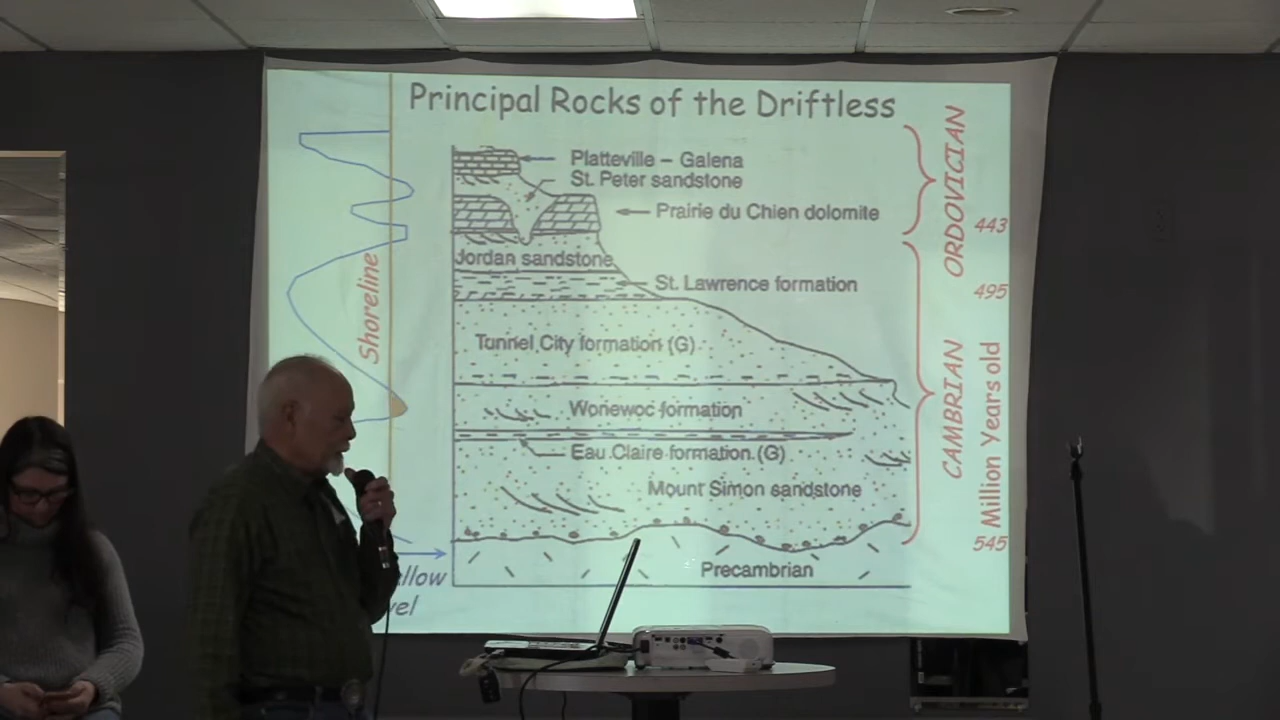 Principal Rocks of the Driftless
Platteville – Galena
St. Peter sandstone
Prairie du Chien dolomite
Jordan sandstone
St. Lawrence formation
Tunnel City formation (G)
Wonewoc formation
Eau Claire formation (G)
Mount Simon sandstone
Precambrian
Shoreline
ORDOVICIAN
443
495
CAMBRIAN
Million Years old
545